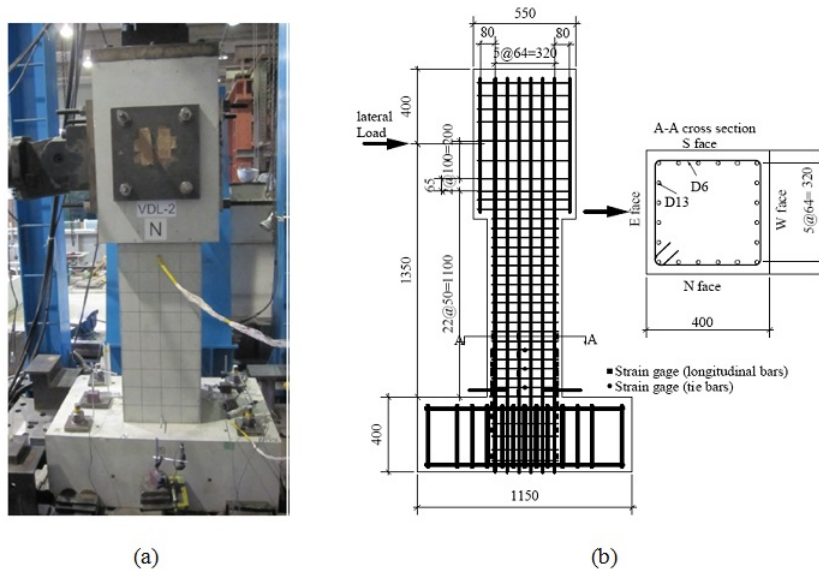 VDL-2
N
550
80
80
5@64=320
400
lateral
Load
2@100=200
65
1350
22@50=1100
A
A
A-A cross section
S face
D6
D13
E face
W face
5@64= 320
N face
400
■ Strain gage (longitudinal bars)
• Strain gage (tie bars)
400
1150
(a)
(b)